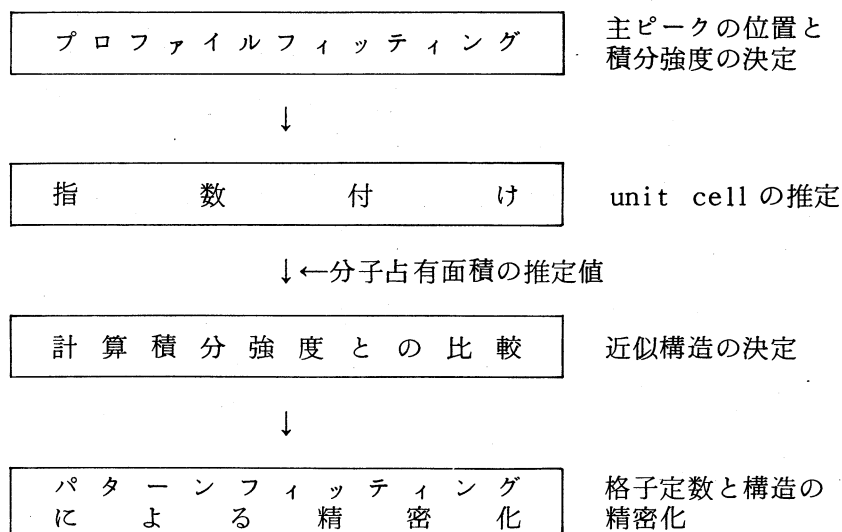 プロファイルフィッティング
主ピークの位置と
積分強度の決定
↓
指数付け
unit cellの推定
↓←分子占有面積の推定値
計算積分強度との比較
近似構造の決定
↓
パターンフィッティング
による精密化
格子定数と構造の
精密化